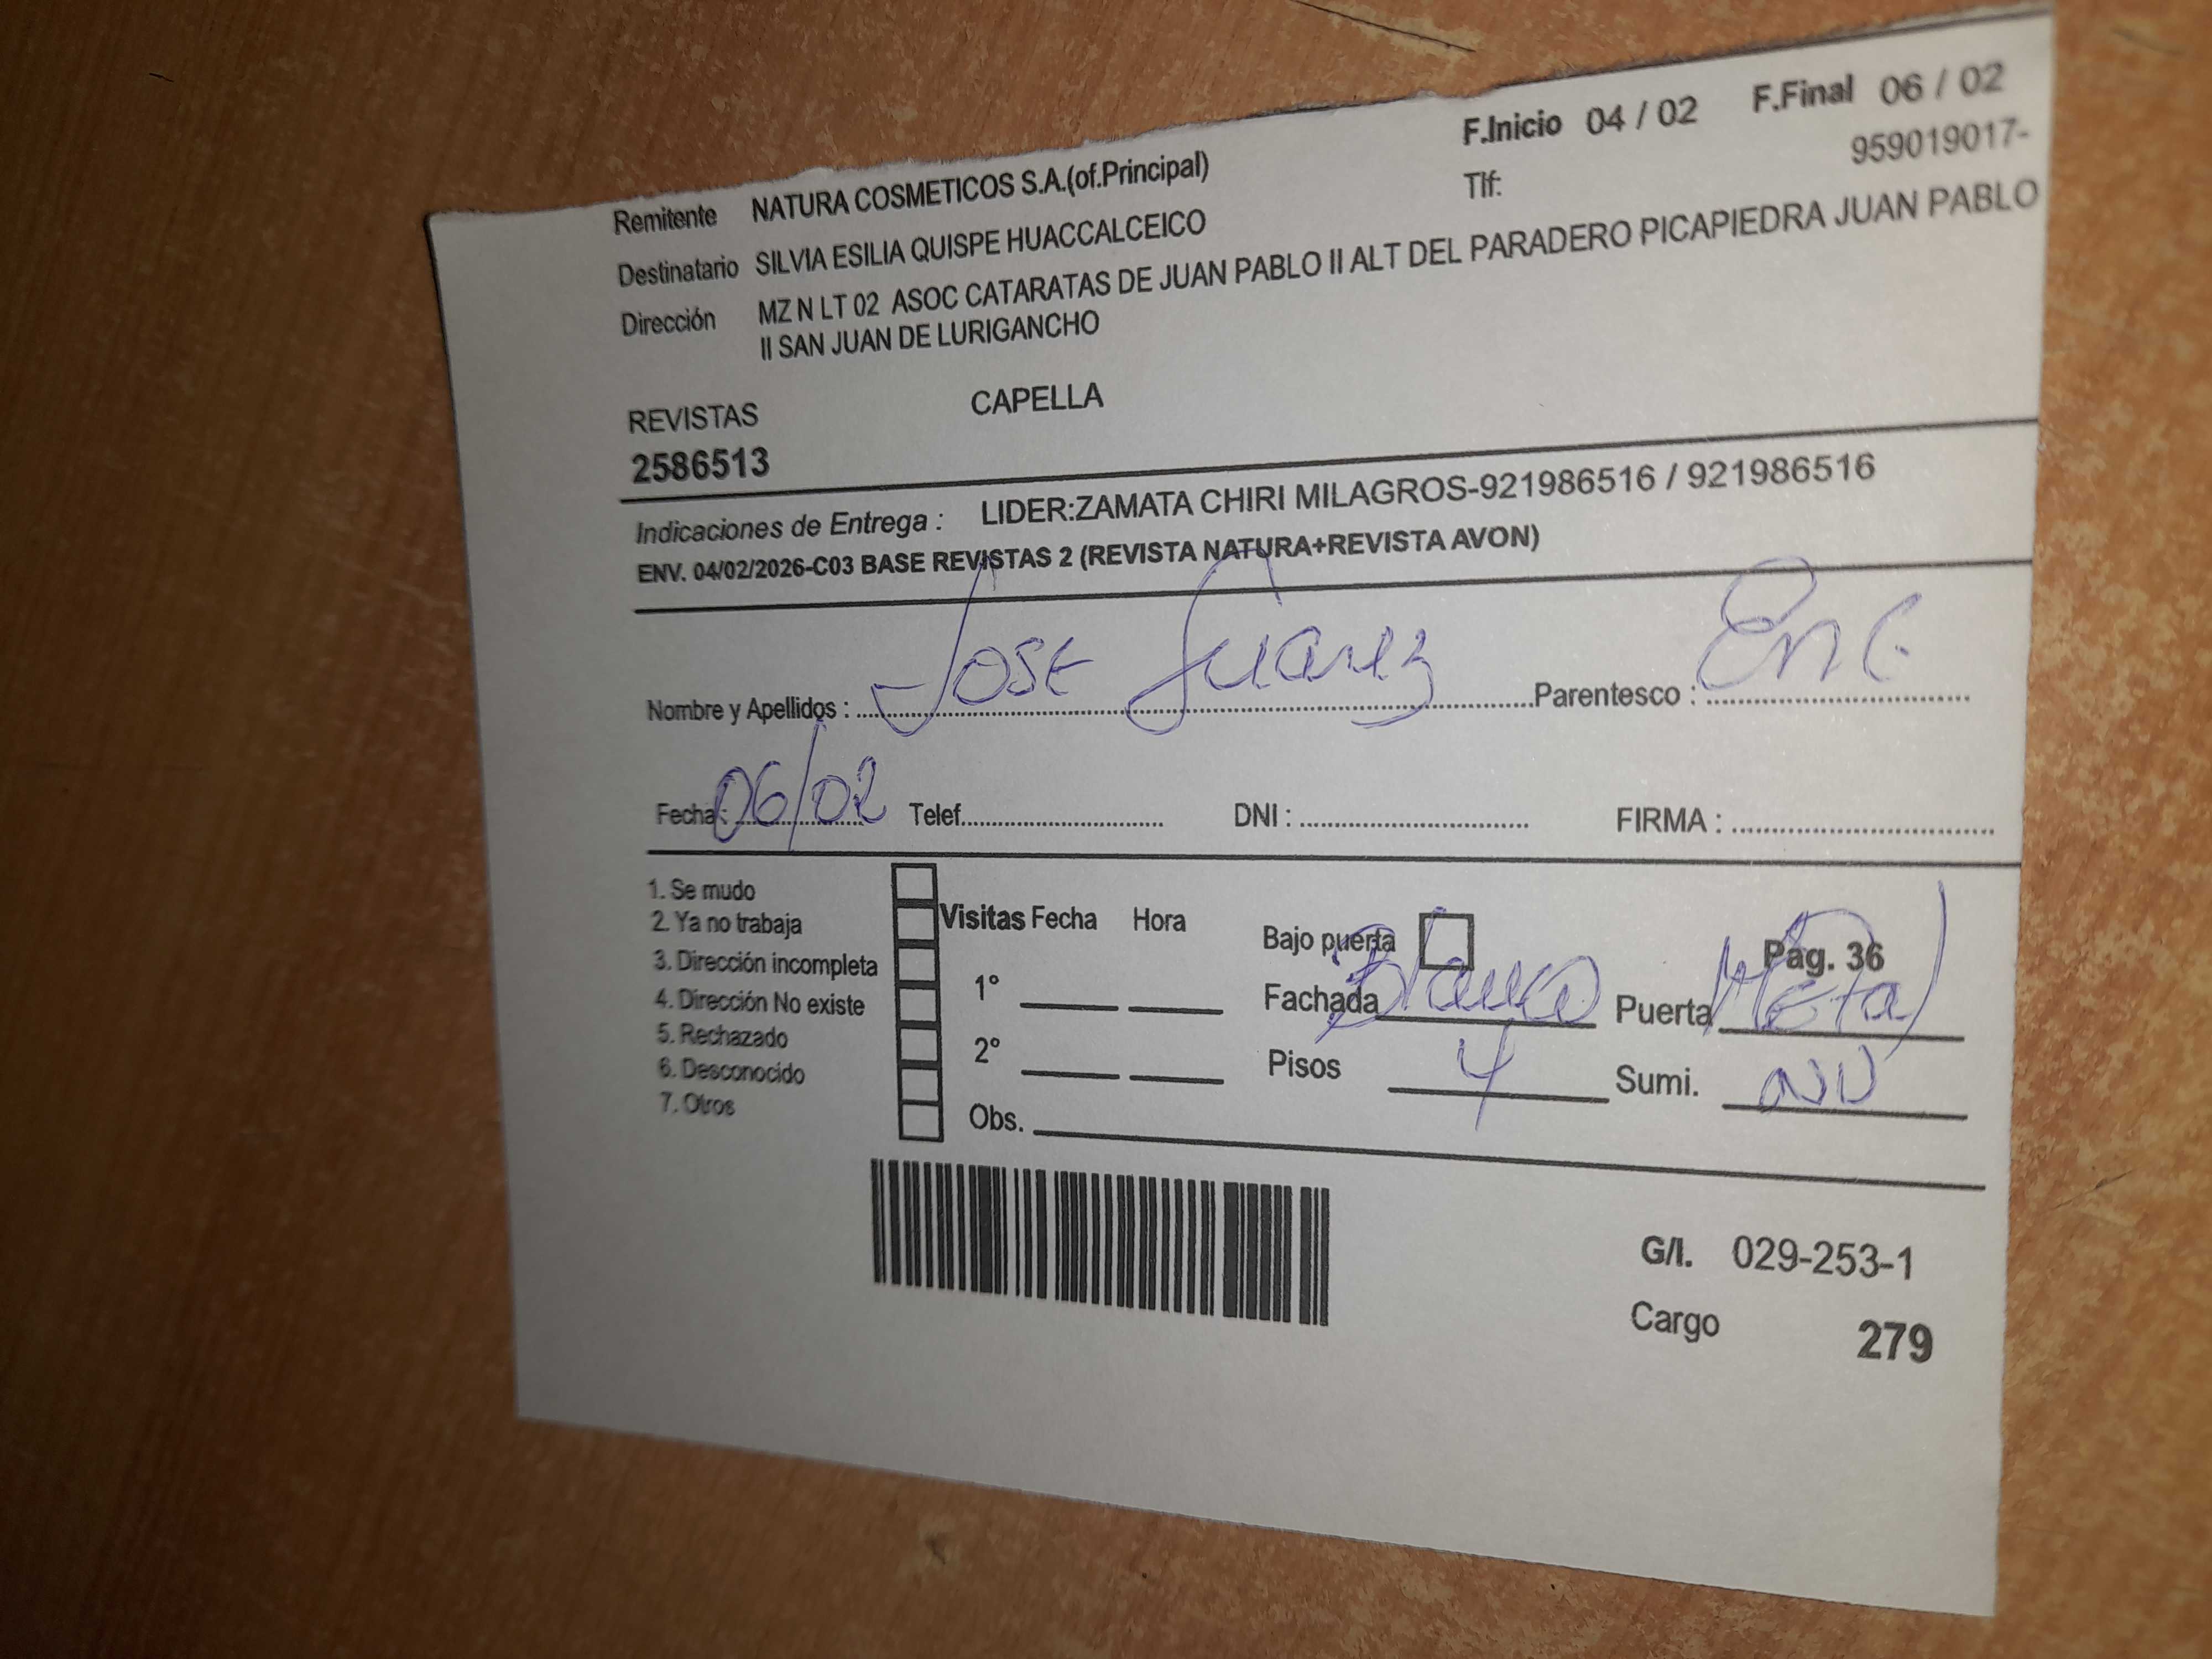 F.Inicio 04 / 02 F.Final 06 / 02
Remitente NATURA COSMETICOS S.A.(of.Principal) Tlf: 959019017-
Destinatario SILVIA ESILIA QUISPE HUACCALCEICO
Dirección MZ N LT 02 ASOC CATARATAS DE JUAN PABLO II ALT DEL PARADERO PICAPIEDRA JUAN PABLO
II SAN JUAN DE LURIGANCHO
REVISTAS CAPELLA
2586513
Indicaciones de Entrega : LIDER:ZAMATA CHIRI MILAGROS-921986516 / 921986516
ENV. 04/02/2026-C03 BASE REVISTAS 2 (REVISTA NATURA+REVISTA AVON)
Nombre y Apellidos : Jose Suarez Parentesco : Enc.
Fecha : 06/02 Telef. DNI : FIRMA :
1. Se mudo
2. Ya no trabaja Visitas Fecha Hora
Bajo puerta Pág. 36
3. Dirección incompleta
4. Dirección No existe 1° Fachada Blanco Puerta Metal
5. Rechazado
6. Desconocido 2° Pisos 4 Sumi.
7. Otros Obs.
G/I. 029-253-1
Cargo 279